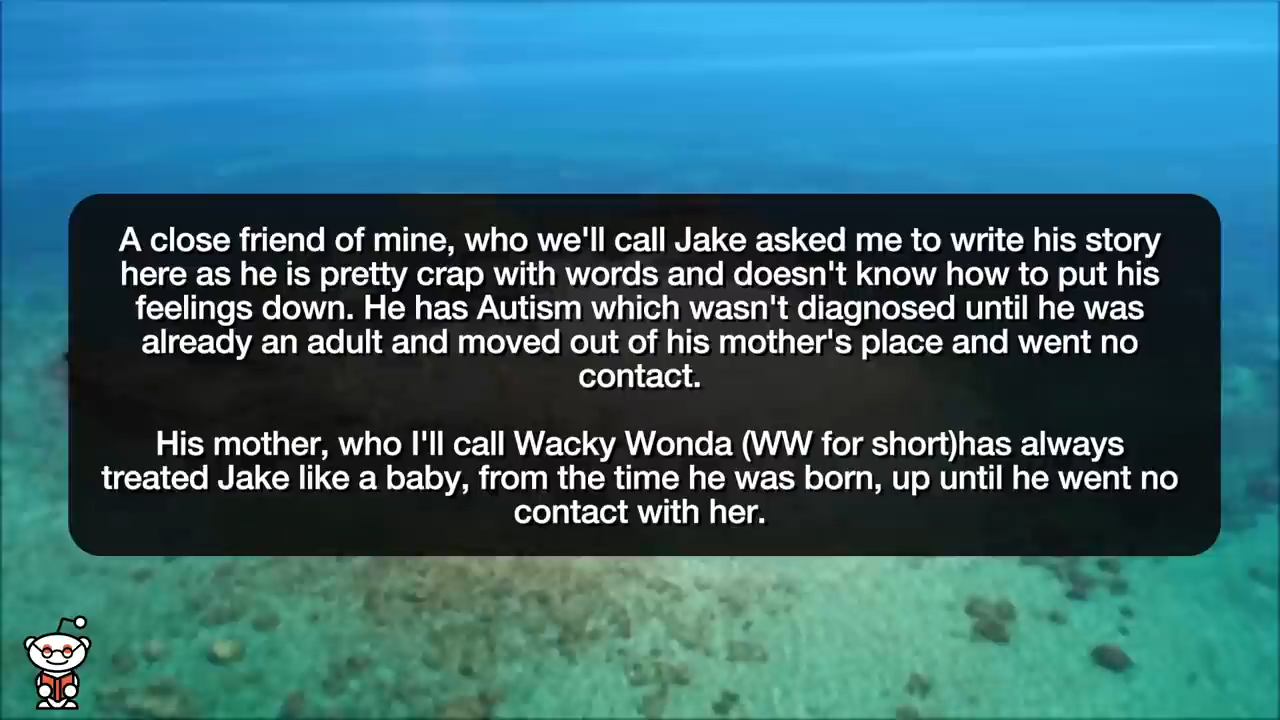 A close friend of mine, who we'll call Jake asked me to write his story
here as he is pretty crap with words and doesn't know how to put his
feelings down. He has Autism which wasn't diagnosed until he was
already an adult and moved out of his mother's place and went no
contact.
His mother, who I'll call Wacky Wonda (WW for short)has always
treated Jake like a baby, from the time he was born, up until he went no
contact with her.